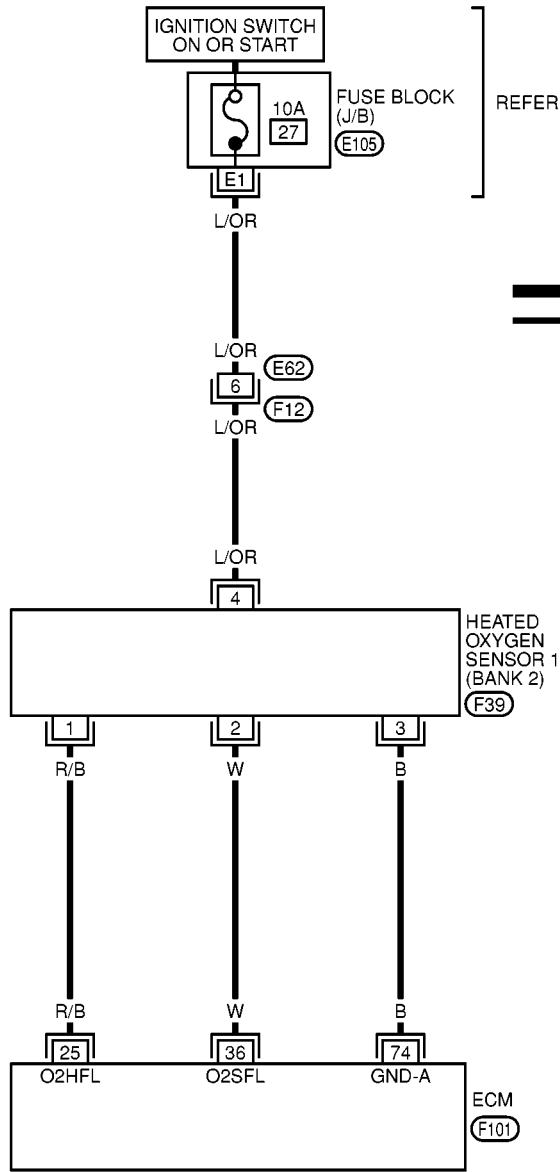 IGNITION SWITCH
ON OR START
FUSE BLOCK
(J/B)
10A
27
E105
REFER
E1
L/OR
L/OR
E62
6
F12
L/OR
L/OR
4
HEATED
OXYGEN
SENSOR 1
(BANK 2)
F39
1 2 3
R/B W B
R/B W B
25 36 74
O2HFL O2SFL GND-A
ECM
F101